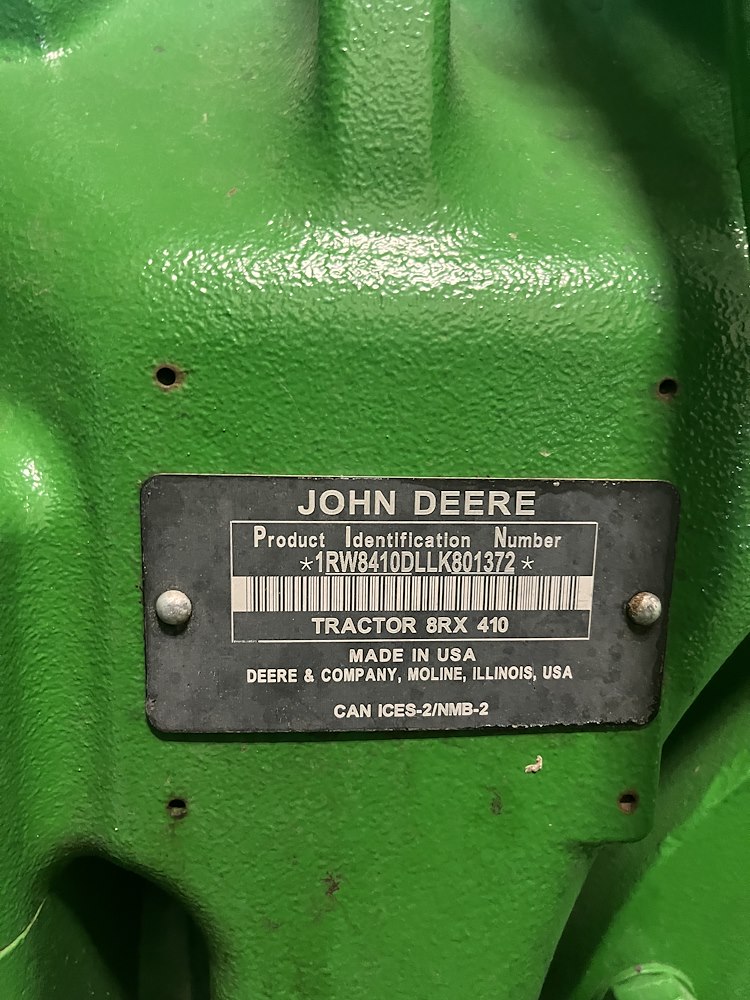 JOHN DEERE
Product Identification Number
*1RW8410DLLK801372*
TRACTOR 8RX 410
MADE IN USA
DEERE & COMPANY, MOLINE, ILLINOIS, USA
CAN ICES-2/NMB-2